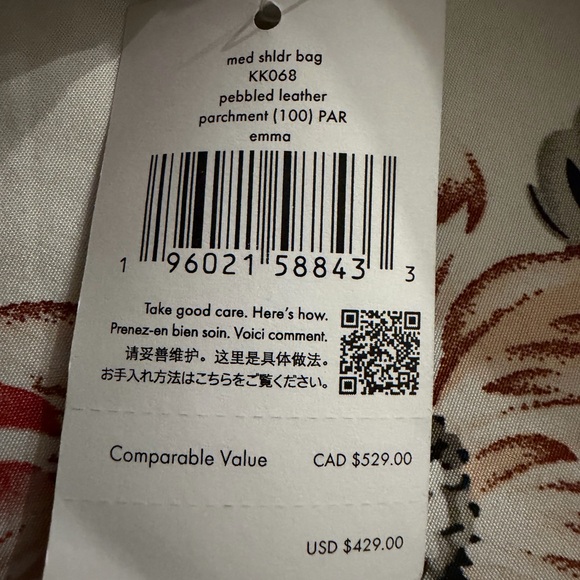 med shldr bag
KK068
pebbled leather
parchment (100) PAR
emma
1 96021 58843 3
Take good care. Here's how.
Prenez-en bien soin. Voici comment.
请妥善维护。这里是具体做法。
お手入れ方法はこちらをご覧ください。
Comparable Value CAD $529.00
USD $429.00